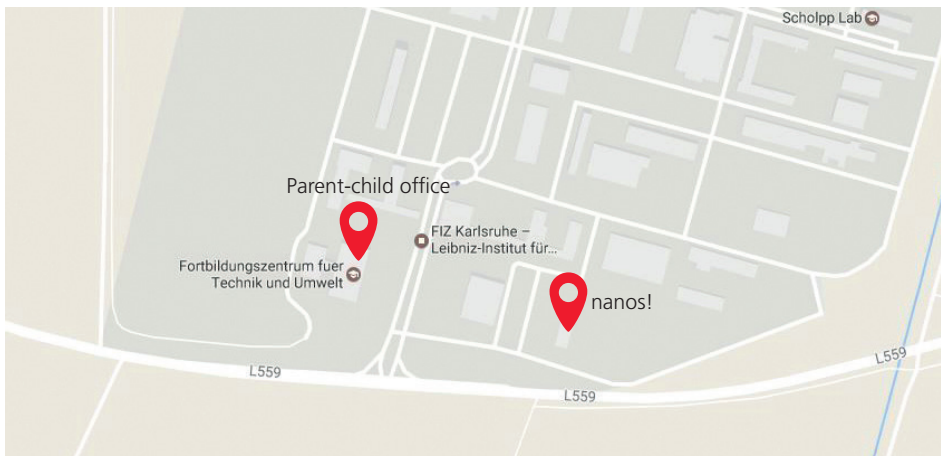 Scholpp Lab
Parent-child office
FIZ Karlsruhe –
Leibniz-Institut für...
Fortbildungszentrum fuer
Technik und Umwelt
nanos!
L559
L559
L559